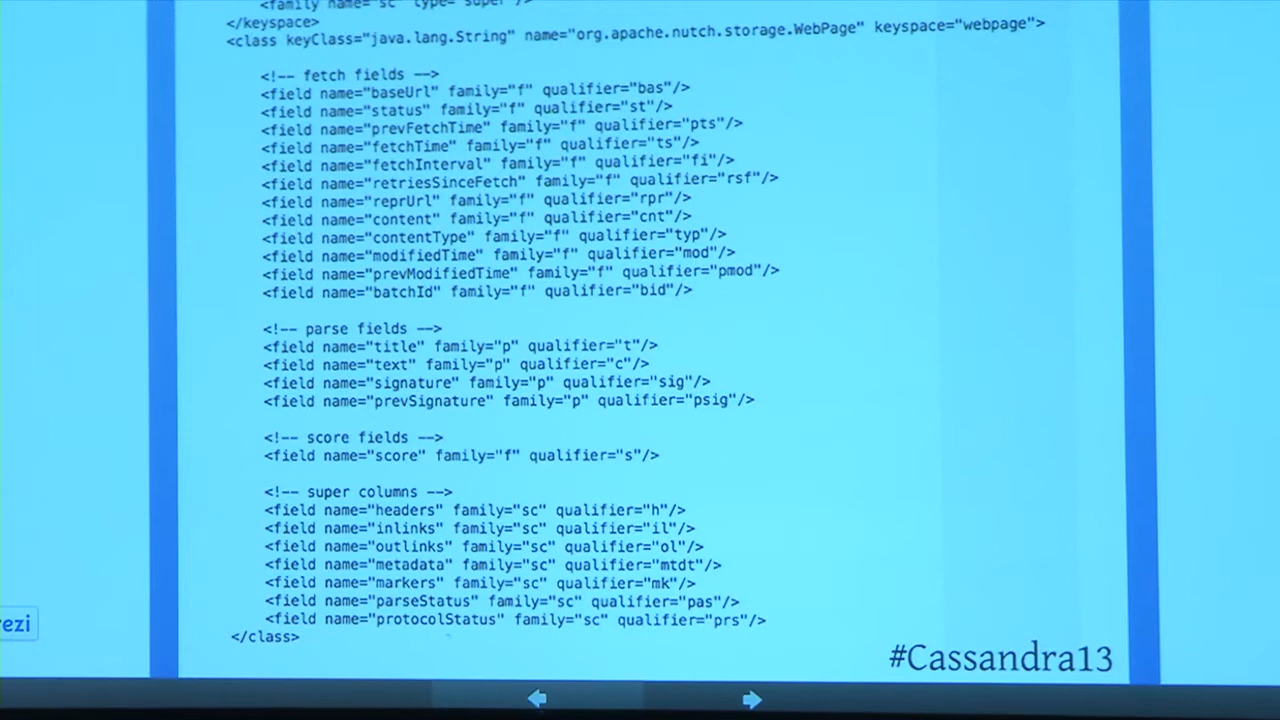 <family name="sc" type="super"/>
</keyspace>
<class keyClass="java.lang.String" name="org.apache.nutch.storage.WebPage" keyspace="webpage">
<!-- fetch fields -->
<field name="baseUrl" family="f" qualifier="bas"/>
<field name="status" family="f" qualifier="st"/>
<field name="prevFetchTime" family="f" qualifier="pts"/>
<field name="fetchTime" family="f" qualifier="ts"/>
<field name="fetchInterval" family="f" qualifier="fi"/>
<field name="retriesSinceFetch" family="f" qualifier="rsf"/>
<field name="reprUrl" family="f" qualifier="rpr"/>
<field name="content" family="f" qualifier="cnt"/>
<field name="contentType" family="f" qualifier="typ"/>
<field name="modifiedTime" family="f" qualifier="mod"/>
<field name="prevModifiedTime" family="f" qualifier="pmod"/>
<field name="batchId" family="f" qualifier="bid"/>
<!-- parse fields -->
<field name="title" family="p" qualifier="t"/>
<field name="text" family="p" qualifier="c"/>
<field name="signature" family="p" qualifier="sig"/>
<field name="prevSignature" family="p" qualifier="psig"/>
<!-- score fields -->
<field name="score" family="f" qualifier="s"/>
<!-- super columns -->
<field name="headers" family="sc" qualifier="h"/>
<field name="inlinks" family="sc" qualifier="il"/>
<field name="outlinks" family="sc" qualifier="ol"/>
<field name="metadata" family="sc" qualifier="mtdt"/>
<field name="markers" family="sc" qualifier="mk"/>
<field name="parseStatus" family="sc" qualifier="pas"/>
<field name="protocolStatus" family="sc" qualifier="prs"/>
</class>
ezi
#Cassandra13